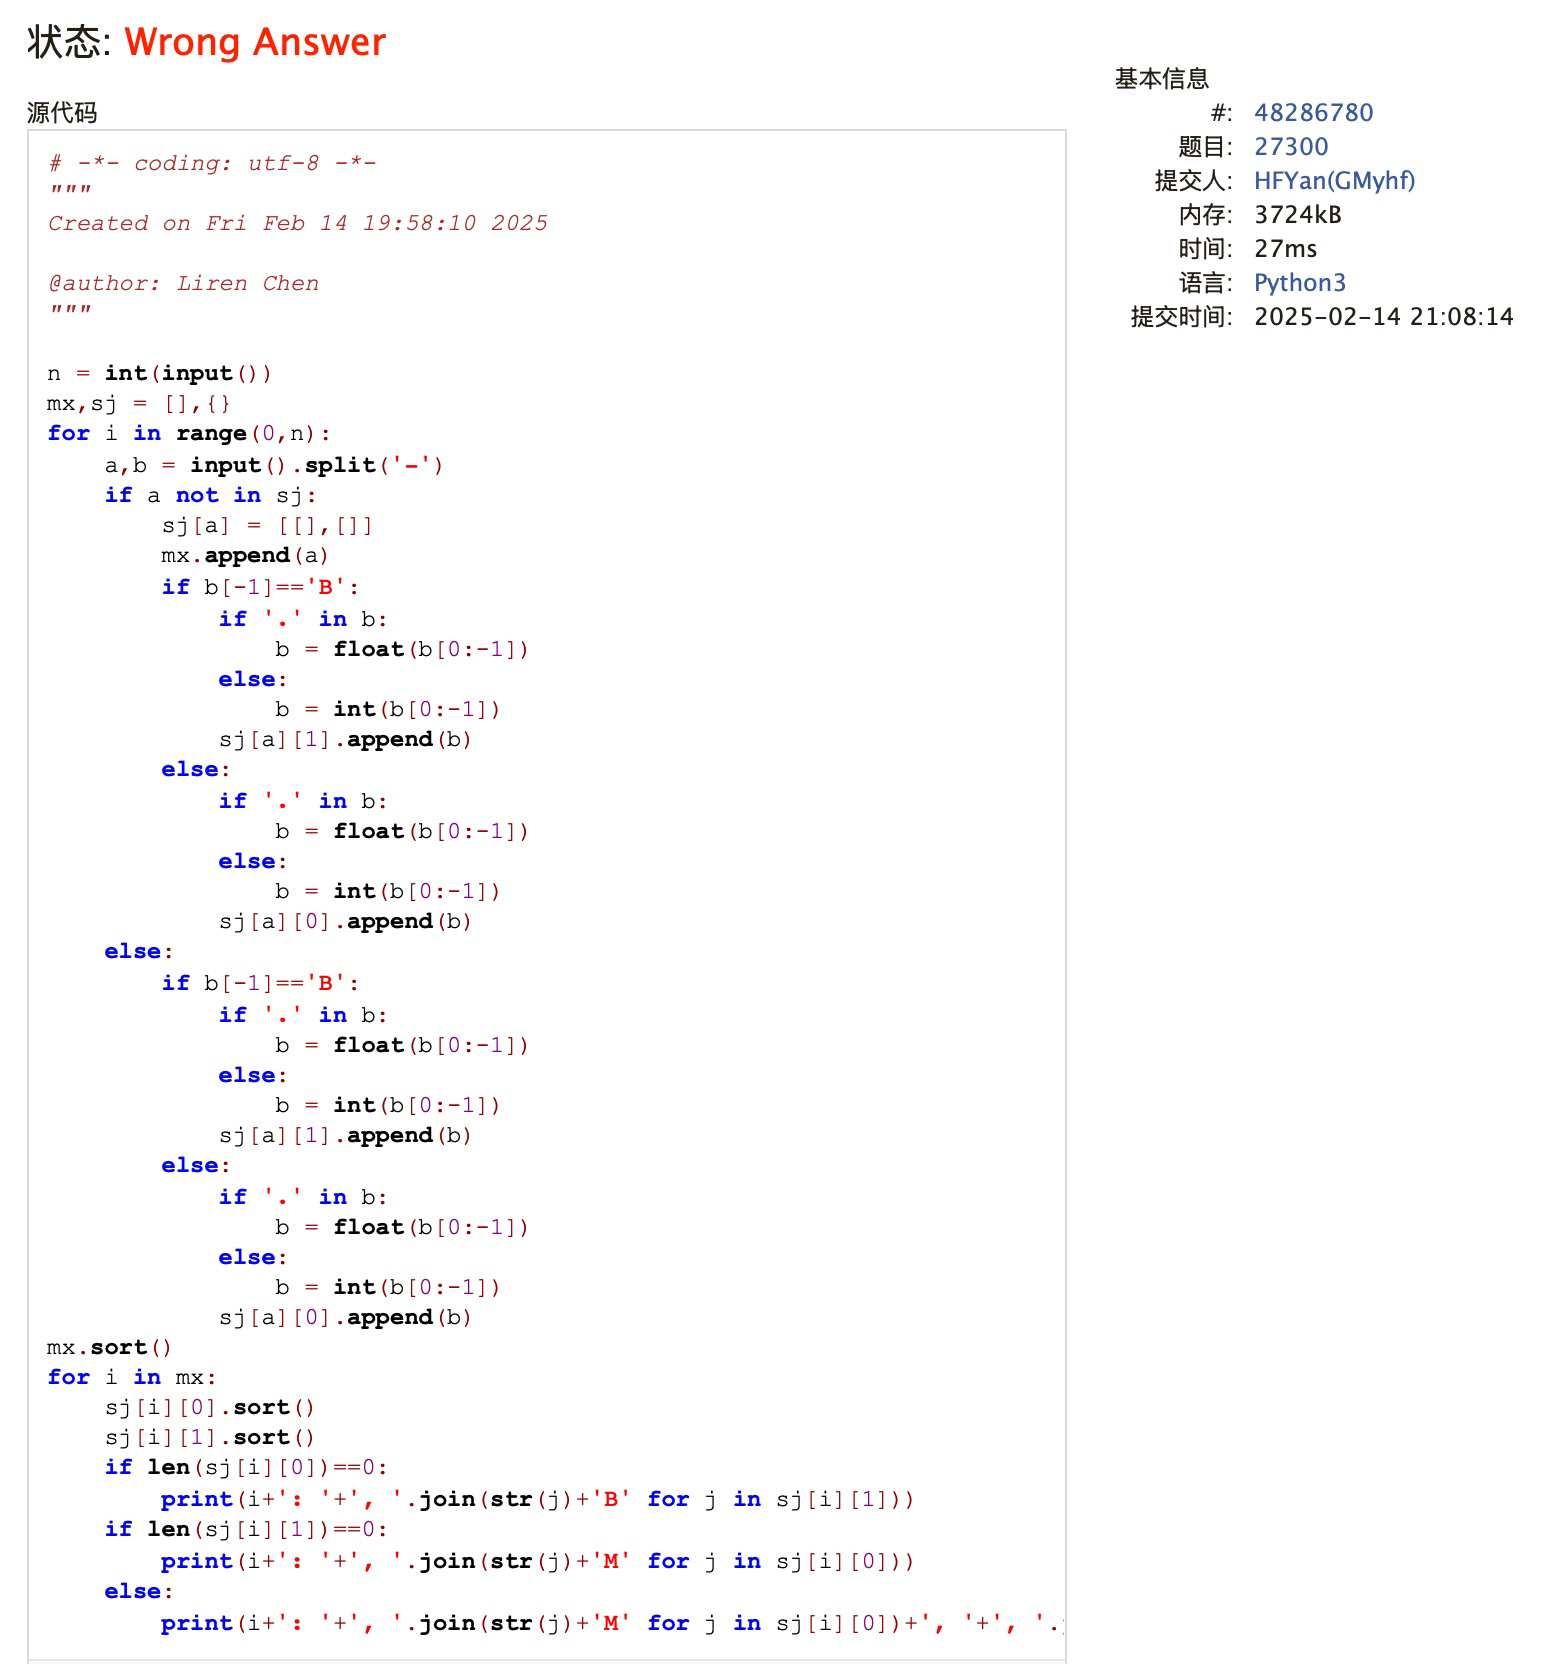 状态: Wrong Answer
源代码
# -*- coding: utf-8 -*-
"""
Created on Fri Feb 14 19:58:10 2025

@author: Liren Chen
"""

n = int(input())
mx,sj = [],{}
for i in range(0,n):
    a,b = input().split('-')
    if a not in sj:
        sj[a] = [[],[]]
        mx.append(a)
        if b[-1]=='B':
            if '.' in b:
                b = float(b[0:-1])
            else:
                b = int(b[0:-1])
            sj[a][1].append(b)
        else:
            if '.' in b:
                b = float(b[0:-1])
            else:
                b = int(b[0:-1])
            sj[a][0].append(b)
    else:
        if b[-1]=='B':
            if '.' in b:
                b = float(b[0:-1])
            else:
                b = int(b[0:-1])
            sj[a][1].append(b)
        else:
            if '.' in b:
                b = float(b[0:-1])
            else:
                b = int(b[0:-1])
            sj[a][0].append(b)
mx.sort()
for i in mx:
    sj[i][0].sort()
    sj[i][1].sort()
    if len(sj[i][0])==0:
        print(i+': '+', '.join(str(j)+'B' for j in sj[i][1]))
    if len(sj[i][1])==0:
        print(i+': '+', '.join(str(j)+'M' for j in sj[i][0]))
    else:
        print(i+': '+', '.join(str(j)+'M' for j in sj[i][0])+', '+', '.
基本信息
#: 48286780
题目: 27300
提交人: HFYan(GMyhf)
内存: 3724kB
时间: 27ms
语言: Python3
提交时间: 2025-02-14 21:08:14